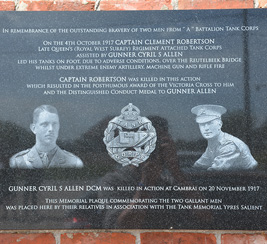 In remembrance of the outstanding bravery of two men from "A" Battalion Tank Corps
On the 4th October 1917 CAPTAIN CLEMENT ROBERTSON
Late Queen's (Royal West Surrey) Regiment attached Tank Corps
assisted by GUNNER CYRIL S ALLEN
led his tanks on foot, due to adverse conditions, over the Reutelbeek Bridge
whilst under extreme enemy artillery, machine gun and rifle fire
CAPTAIN ROBERTSON was killed in this action
which resulted in the posthumous award of the Victoria Cross to him
and the Distinguished Conduct Medal to GUNNER ALLEN
GUNNER CYRIL S ALLEN DCM was killed in action at Cambrai on 20 November 1917
This Memorial plaque commemorating the two gallant men
was placed here by their relatives in association with the Tank Memorial Ypres Salient